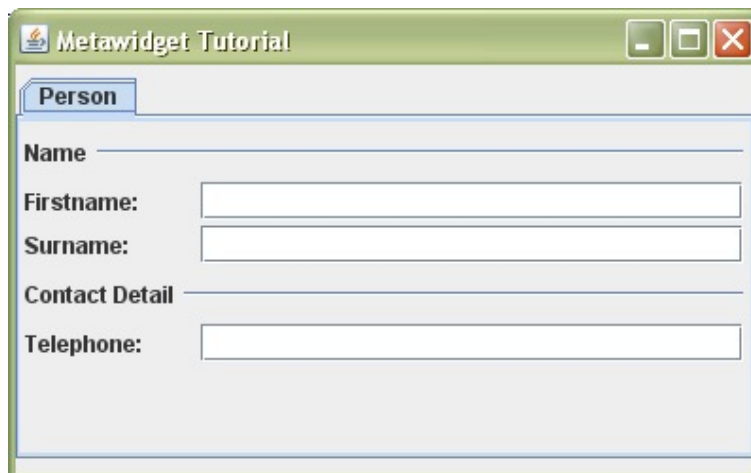 Metawidget Tutorial
Person
Name
Firstname:
Surname:
Contact Detail
Telephone: